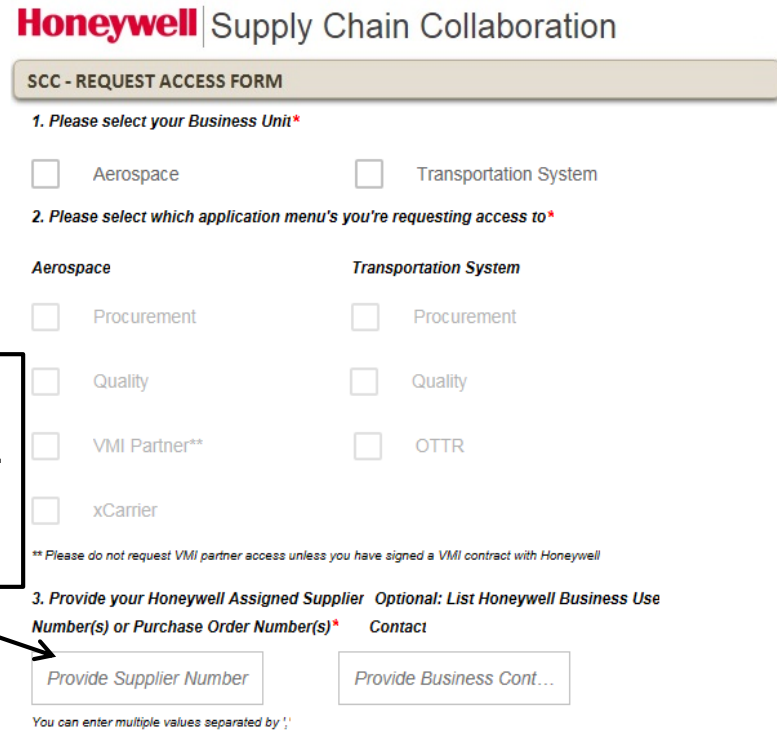 Honeywell Supply Chain Collaboration
SCC - REQUEST ACCESS FORM
1. Please select your Business Unit*
Aerospace Transportation System
2. Please select which application menu's you're requesting access to*
Aerospace Transportation System
Procurement Procurement
Quality Quality
VMI Partner** OTTR
xCarrier
** Please do not request VMI partner access unless you have signed a VMI contract with Honeywell
3. Provide your Honeywell Assigned Supplier Optional: List Honeywell Business Use
Number(s) or Purchase Order Number(s)* Contact
Provide Supplier Number Provide Business Cont...
You can enter multiple values separated by ','